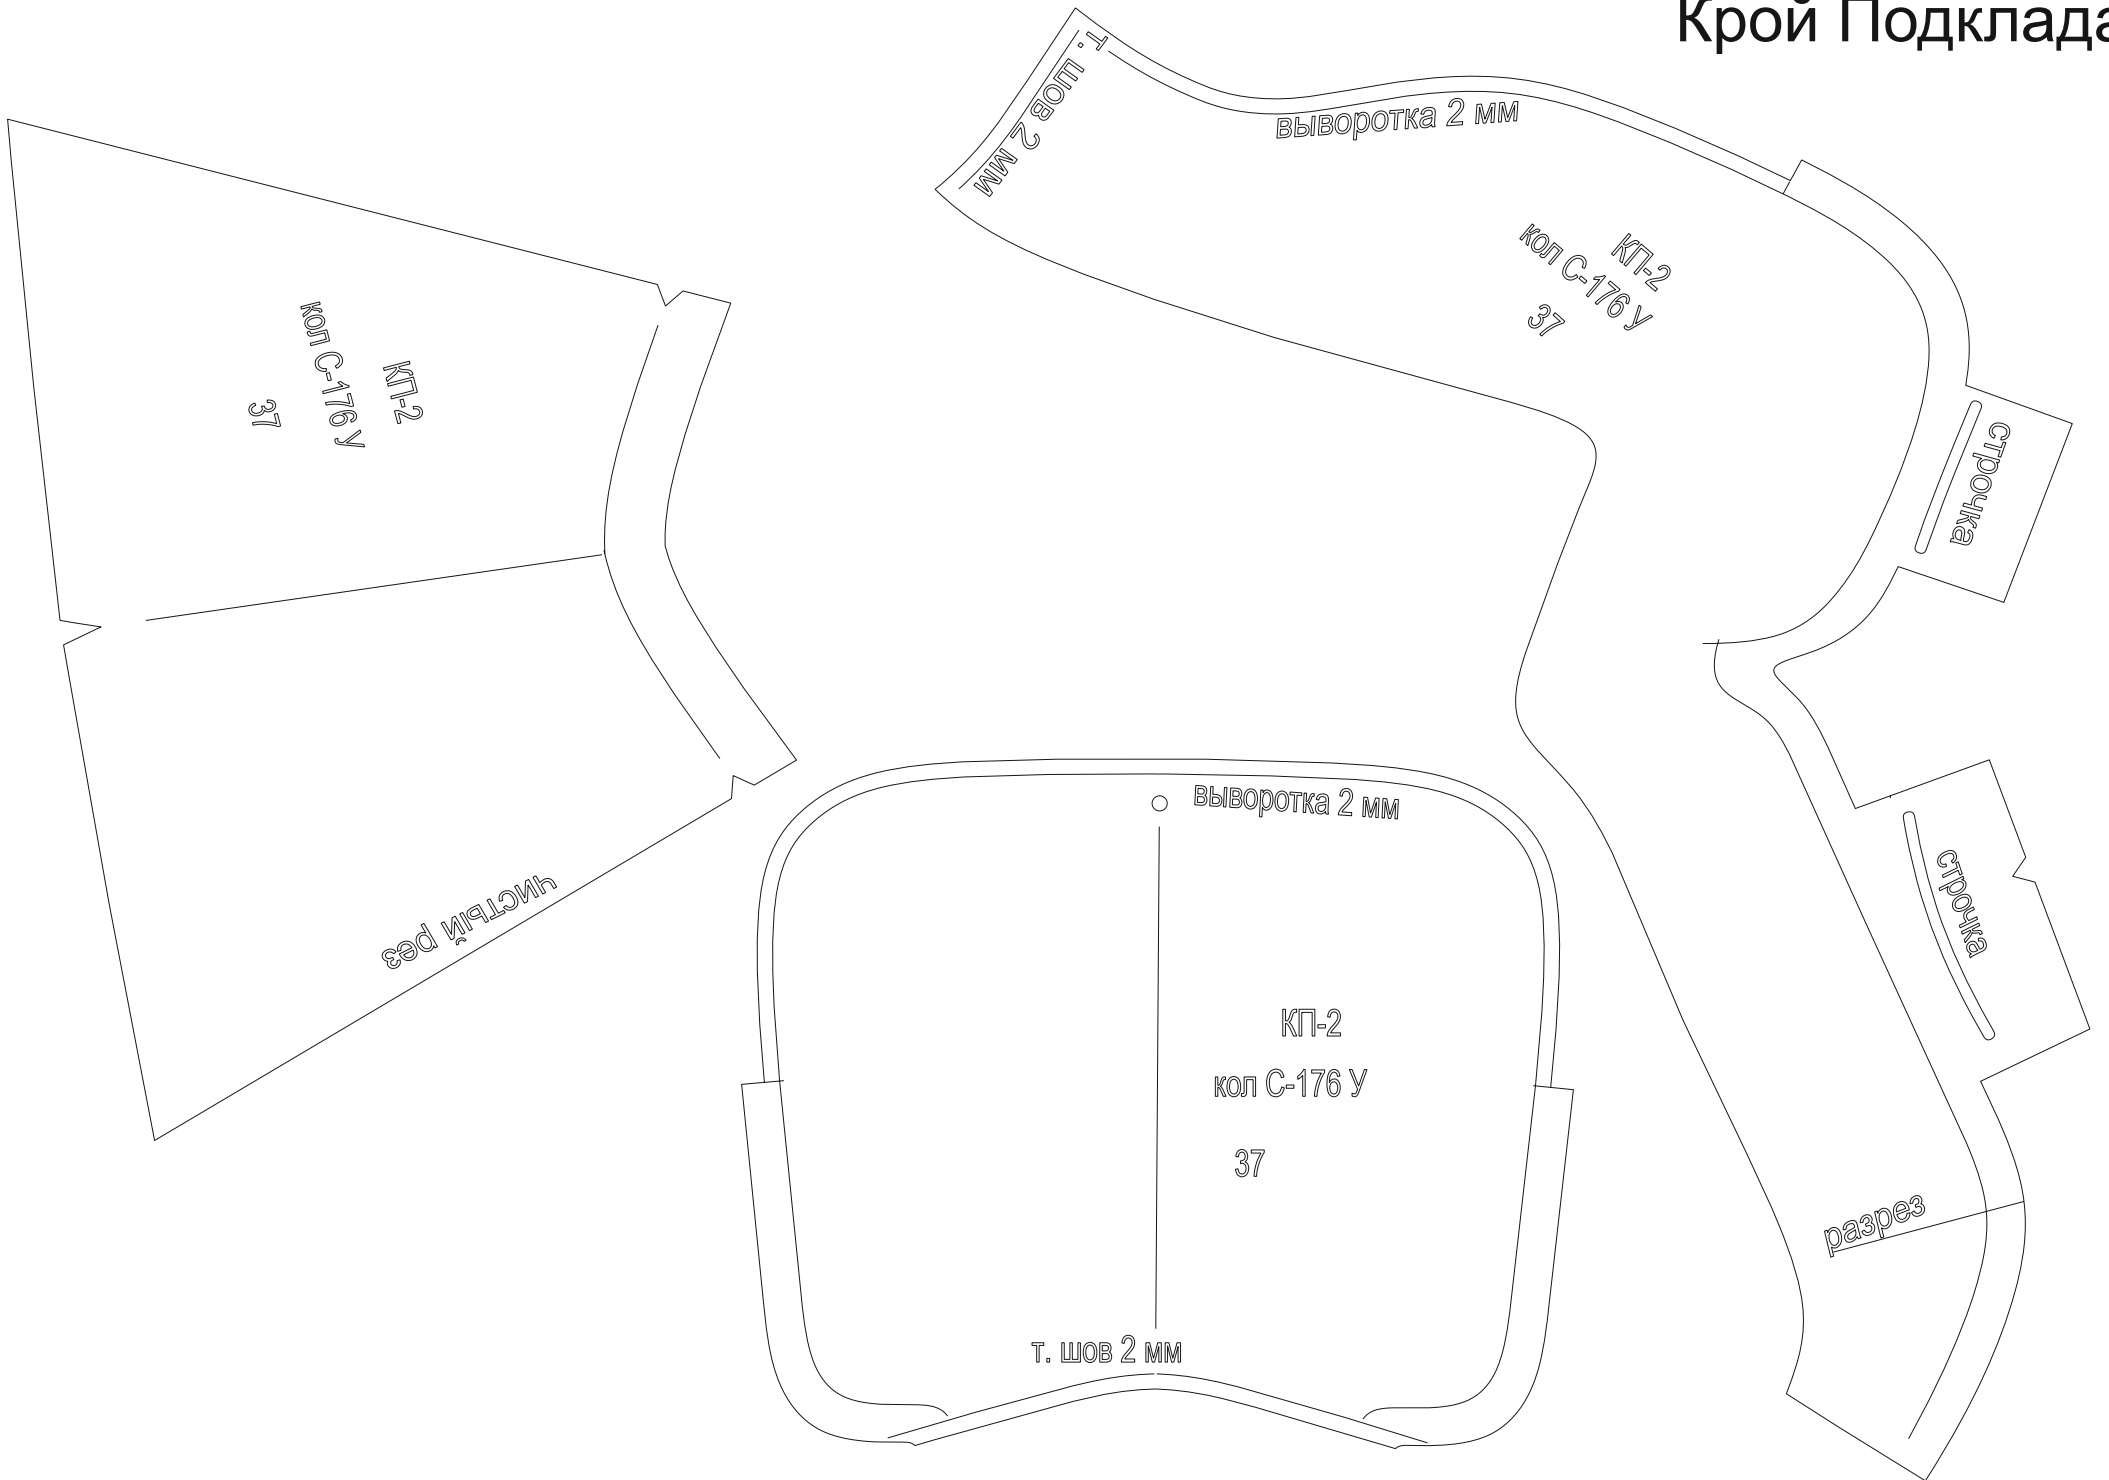 Крой Подклада
т. шов 2 мм
выворотка 2 мм
КП-2
кол С-176 У
37
строчка
КП-2
кол С-176 У
37
чистый рез
выворотка 2 мм
КП-2
кол С-176 У
37
т. шов 2 мм
строчка
разрез